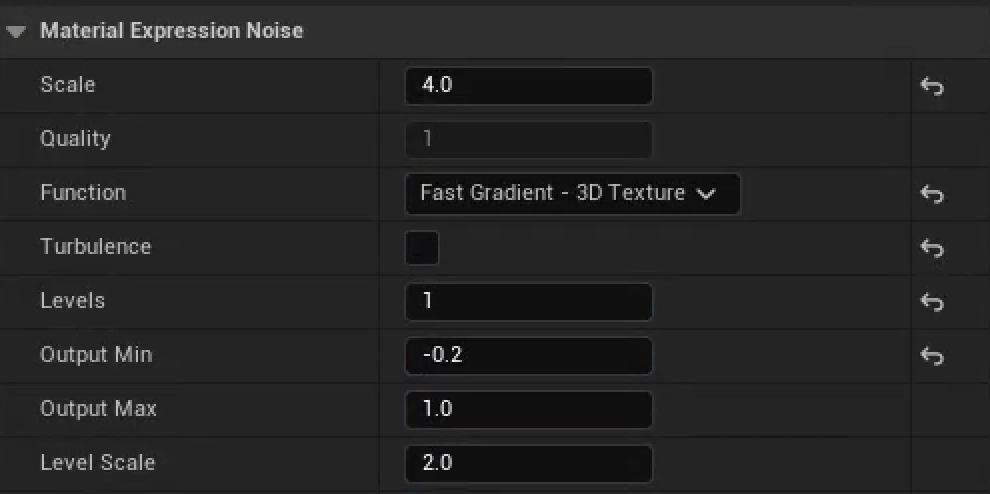 Material Expression Noise
Scale 4.0
Quality 1
Function Fast Gradient - 3D Texture
Turbulence
Levels 1
Output Min -0.2
Output Max 1.0
Level Scale 2.0